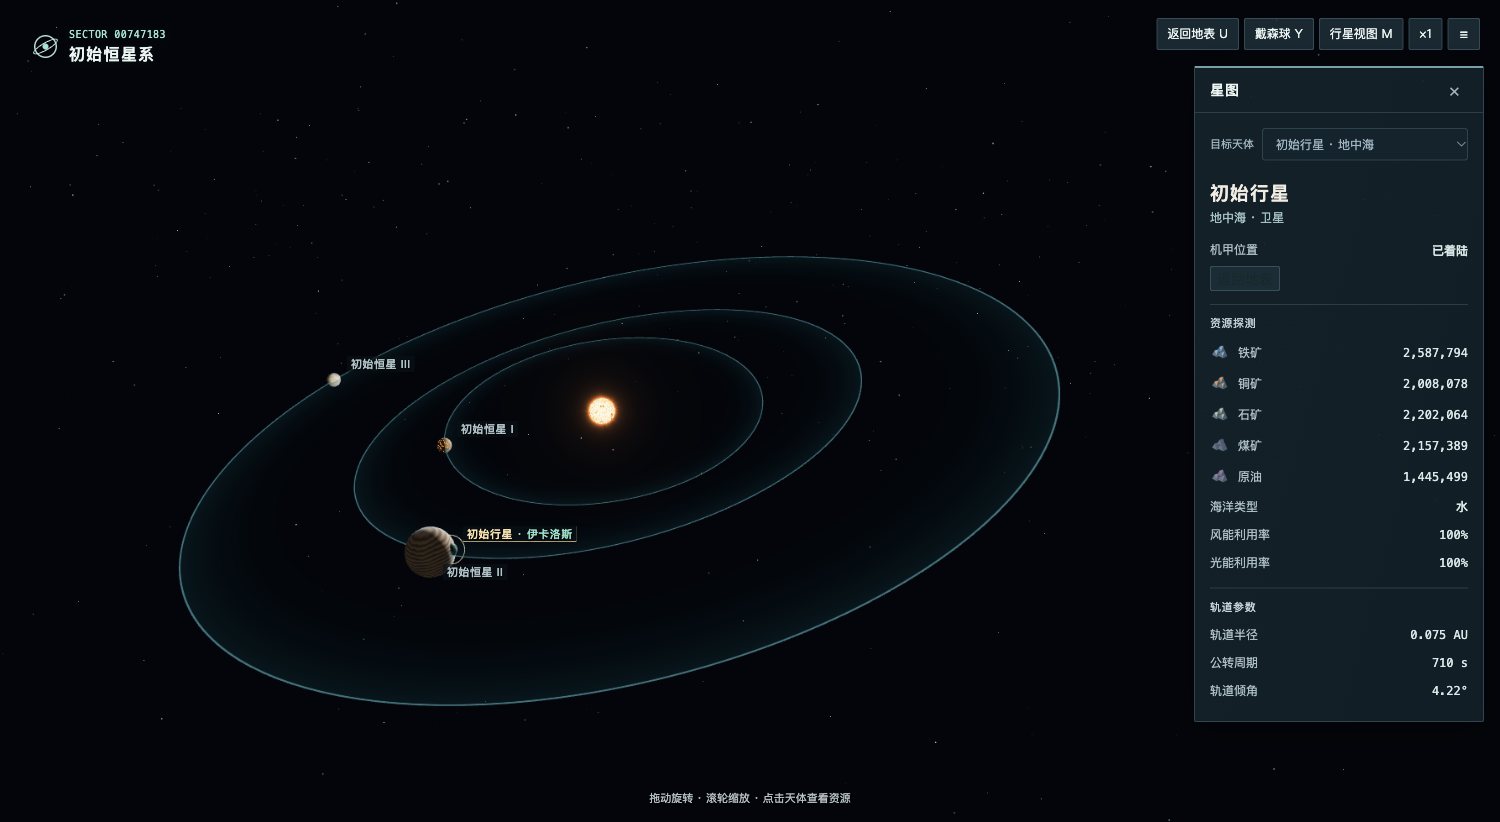 SECTOR 00747183
初始恒星系
返回地表 U
戴森球 Y
行星视图 M
×1
≡
星图
×
目标天体
初始行星 · 地中海
初始行星
地中海 · 卫星
机甲位置
已着陆
资源探测
铁矿 2,587,794
铜矿 2,008,078
石矿 2,202,064
煤矿 2,157,389
原油 1,445,499
海洋类型 水
风能利用率 100%
光能利用率 100%
轨道参数
轨道半径 0.075 AU
公转周期 710 s
轨道倾角 4.22°
初始恒星 III
初始恒星 I
初始行星 · 伊卡洛斯
初始恒星 II
拖动旋转 · 滚轮缩放 · 点击天体查看资源